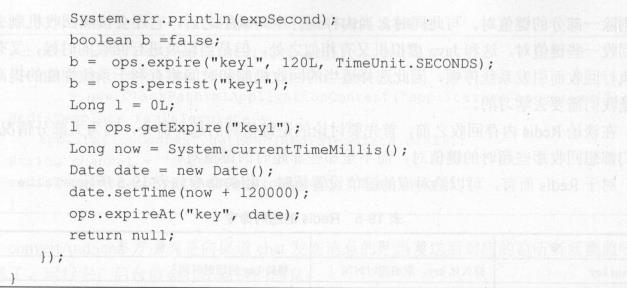 System.err.println(expSecond);
boolean b =false;
b = ops.expire("key1", 120L, TimeUnit.SECONDS);
b = ops.persist("key1");
Long l = 0L;
l = ops.getExpire("key1");
Long now = System.currentTimeMillis();
Date date = new Date();
date.setTime(now + 120000);
ops.expireAt("key", date);
return null;
});
}